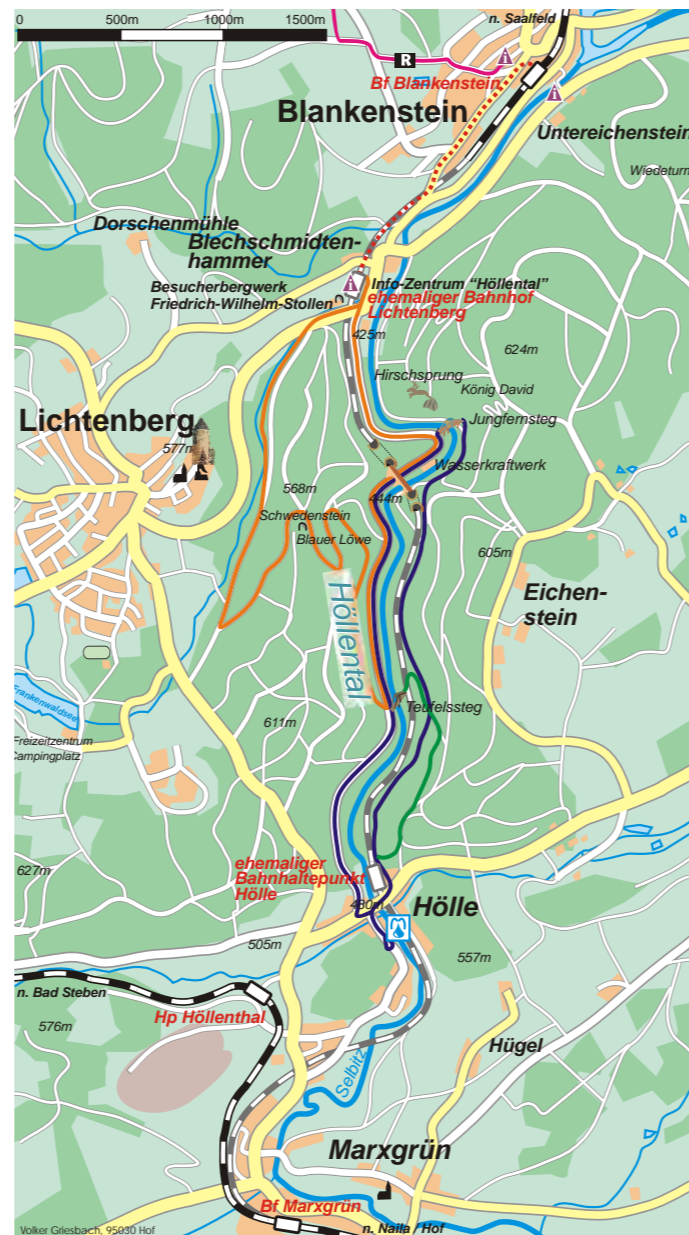 0 500m 1000m 1500m
n. Saalfeld
R
i
Bf Blankenstein
i
Blankenstein
Untereichenstein
Wiedeturm
Dorschenmühle
Blechschmidten-
hammer
Besucherbergwerk
Friedrich-Wilhelm-Stollen
i
Info-Zentrum "Höllental"
ehemaliger Bahnhof
Lichtenberg
425m
624m
Hirschsprung
König David
Jungfernsteg
Lichtenberg
577m
Wasserkraftwerk
568m
444m
Schwedenstein
Blauer Löwe
605m
Eichen-
stein
Höllental
Frankenwaldsee
Teufelssteg
611m
Freizeitzentrum
Campingplatz
ehemaliger
Bahnhaltepunkt
Hölle
627m
430m
Hölle
505m
557m
n. Bad Steben
Hp Höllenthal
576m
Hügel
Selbitz
Marxgrün
Bf Marxgrün
n. Naila / Hof
Volker Griesbach, 95030 Hof